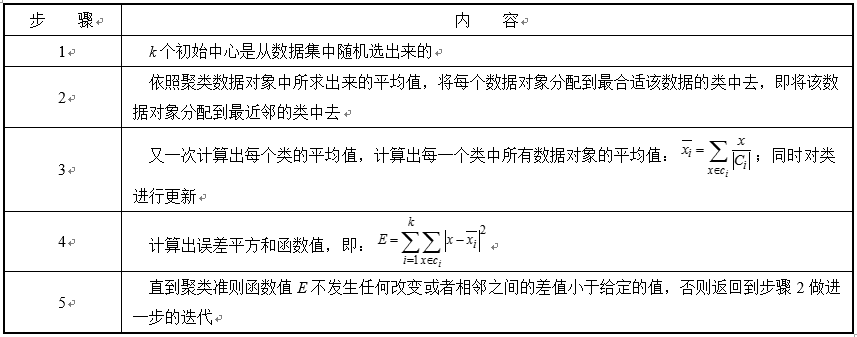 步　骤　内　容
1　k个初始中心是从数据集中随机选出来的
2　依照聚类数据对象中所求出来的平均值，将每个数据对象分配到最合适该数据的类中去，即将该数
据对象分配到最近邻的类中去
3　又一次计算出每个类的平均值，计算出每一个类中所有数据对象的平均值：$\overline{x_i}=\sum_{x\in c_i}\frac{x}{|C_i|}$；同时对类
进行更新
4　计算出误差平方和函数值，即：$E=\sum_{i=1}^{k}\sum_{x\in c_i}|x-\overline{x_i}|^2$
5　直到聚类准则函数值 E 不发生任何改变或者相邻之间的差值小于给定的值，否则返回到步骤 2 做进
一步的迭代